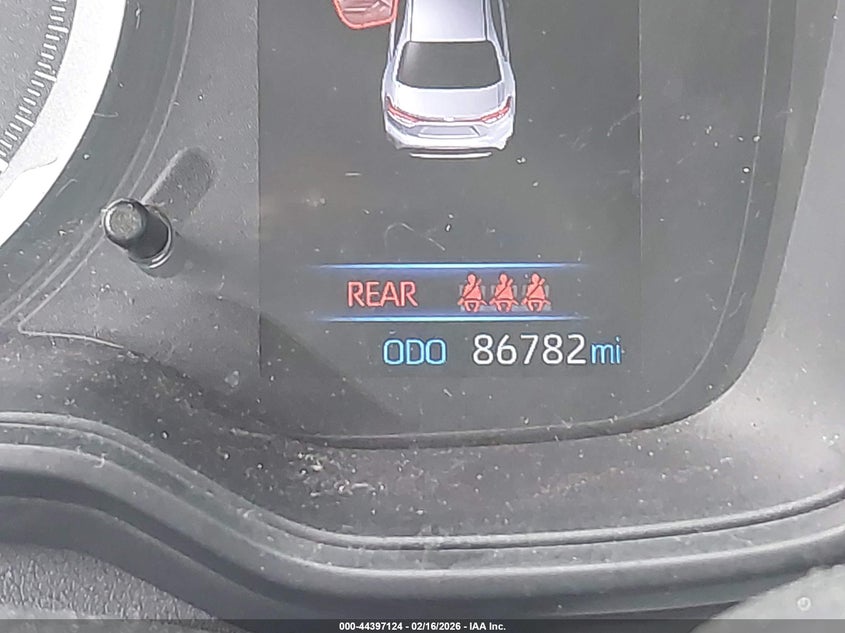 REAR
ODO 86782mi
000-44397124 - 02/16/2026 - IAA Inc.